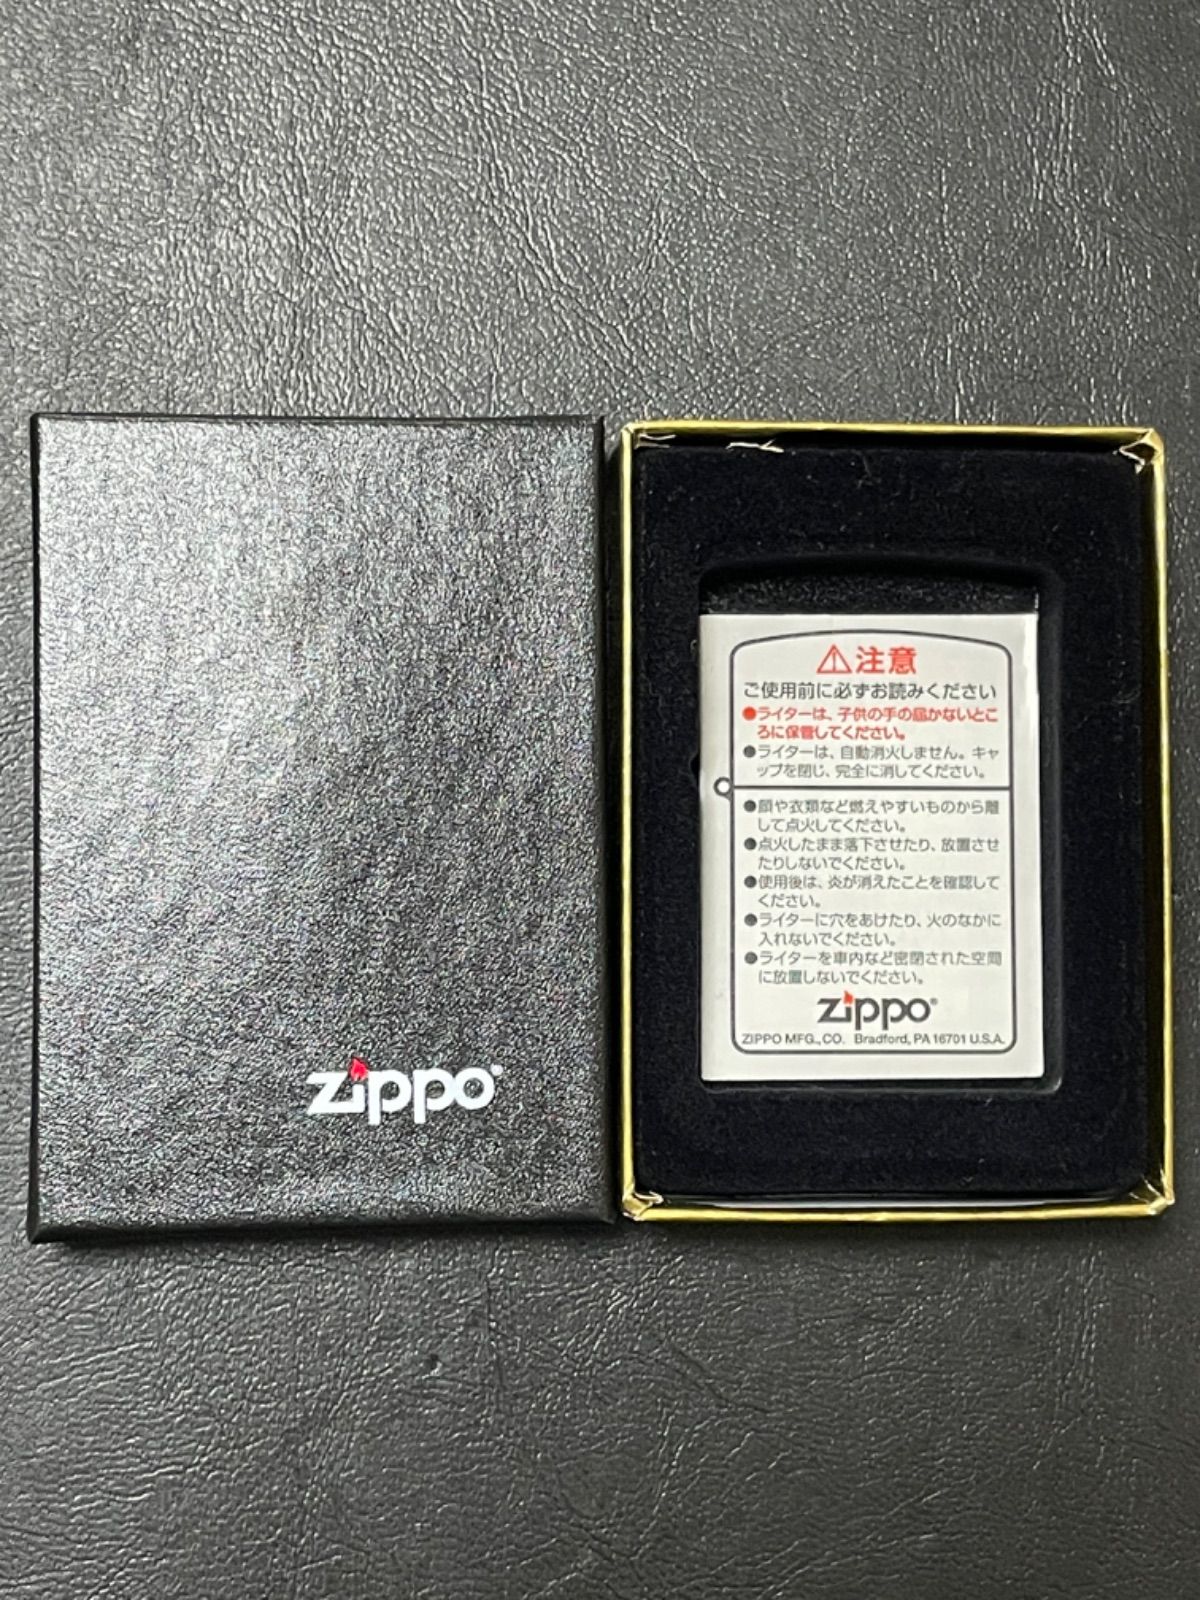 zippo
⚠注意
ご使用前に必ずお読みください
●ライターは、子供の手の届かないとこ
ろに保管してください。
●ライターは、自動消火しません。キャ
ップを閉じ、完全に消してください。
●顔や衣類など燃えやすいものから離
して点火してください。
●点火したまま落下させたり、放置させ
たりしないでください。
●使用後は、炎が消えたことを確認して
ください。
●ライターに穴をあけたり、火のなかに
入れないでください。
●ライターを車内など密閉された空間
に放置しないでください。
zippo
ZIPPO MFG., CO. Bradford, PA 16701 U.S.A.